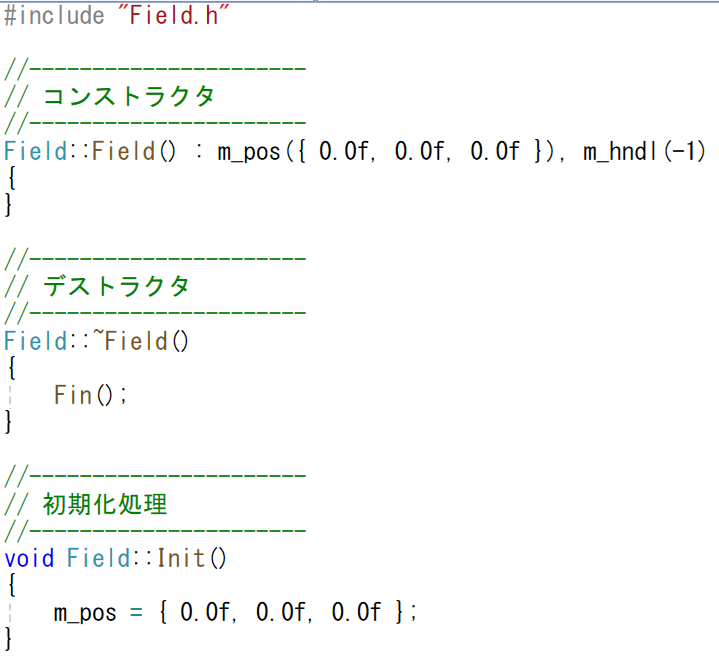 #include "Field.h"
//----------------------
// コンストラクタ
//----------------------
Field::Field() : m_pos({ 0.0f, 0.0f, 0.0f }), m_hndl(-1)
{
}
//----------------------
// デストラクタ
//----------------------
Field::~Field()
{
    Fin();
}
//----------------------
// 初期化処理
//----------------------
void Field::Init()
{
    m_pos = { 0.0f, 0.0f, 0.0f };
}